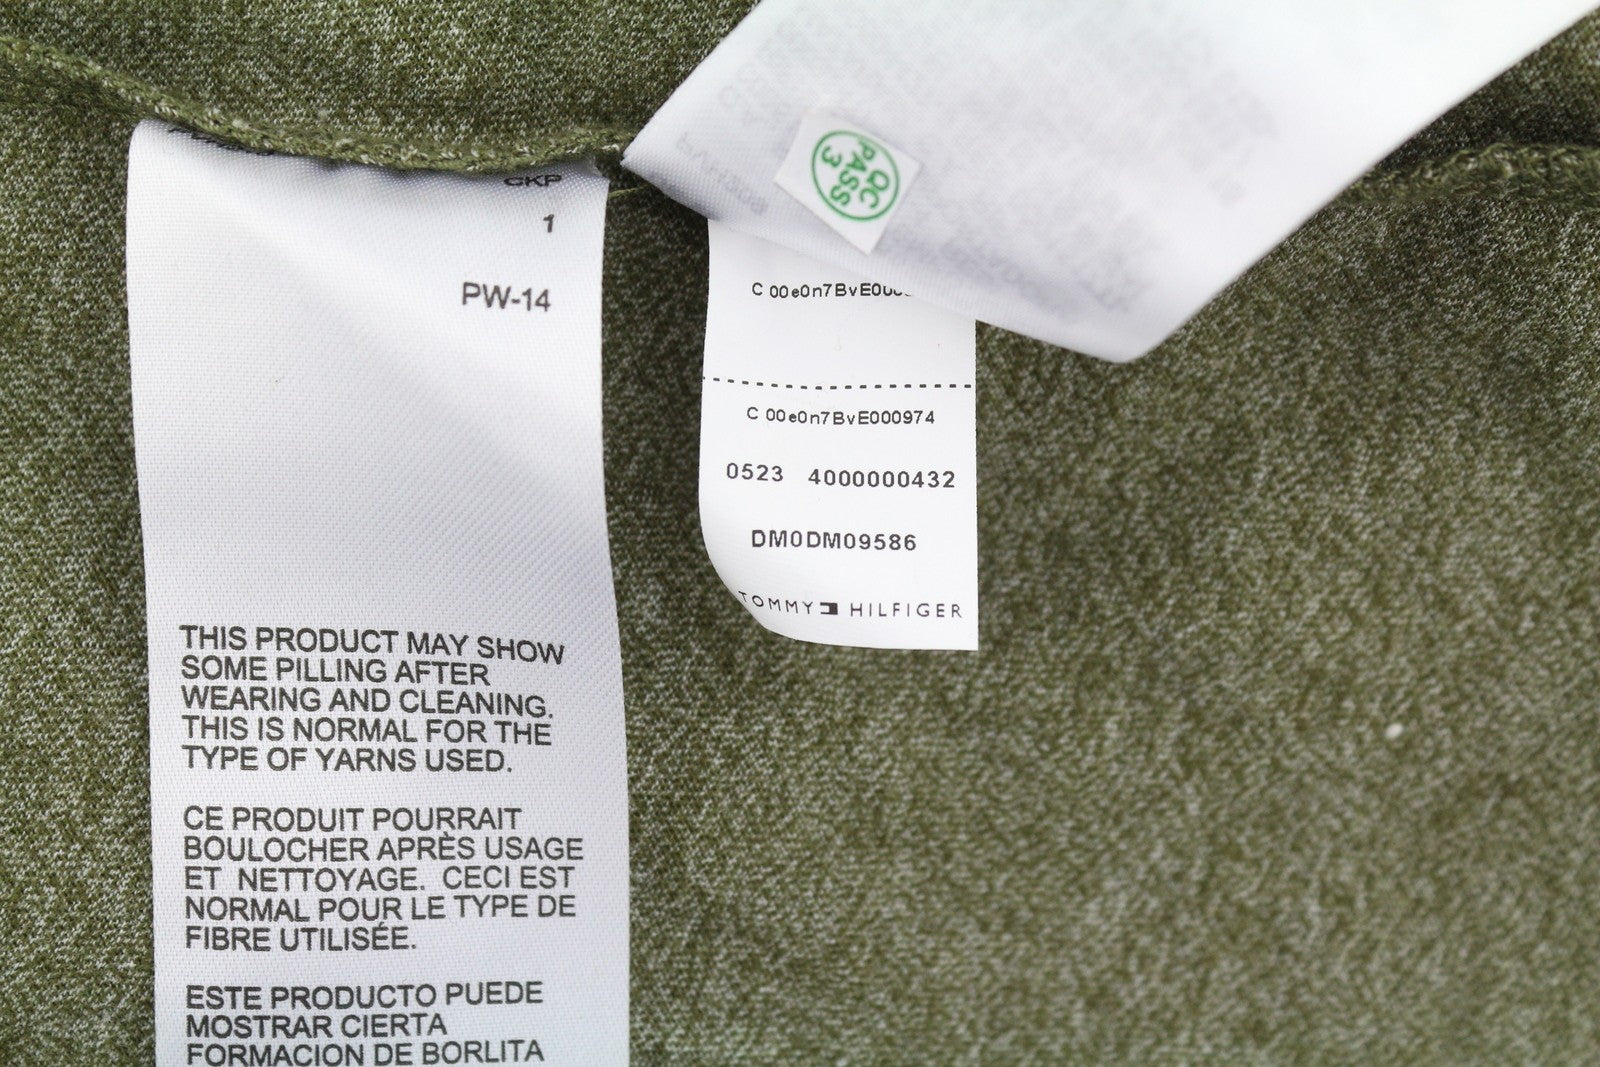 CKP
1
PW-14
THIS PRODUCT MAY SHOW
SOME PILLING AFTER
WEARING AND CLEANING.
THIS IS NORMAL FOR THE
TYPE OF YARNS USED.
CE PRODUIT POURRAIT
BOULOCHER APRÈS USAGE
ET NETTOYAGE. CECI EST
NORMAL POUR LE TYPE DE
FIBRE UTILISÉE.
ESTE PRODUCTO PUEDE
MOSTRAR CIERTA
FORMACION DE BORLITA
QC
PASS
3
C 00e0n7BvE000974
0523 4000000432
DM0DM09586
TOMMY HILFIGER